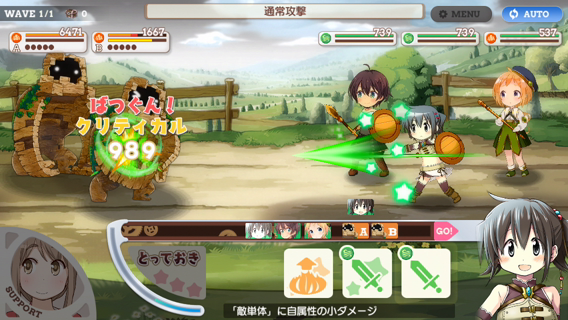 WAVE 1/1 0
通常攻撃
MENU
AUTO
6471
A
1667
B
739
739
537
ばつぐん！
クリティカル
989
A B GO!
とっておき
SUPPORT
「敵単体」に自属性の小ダメージ